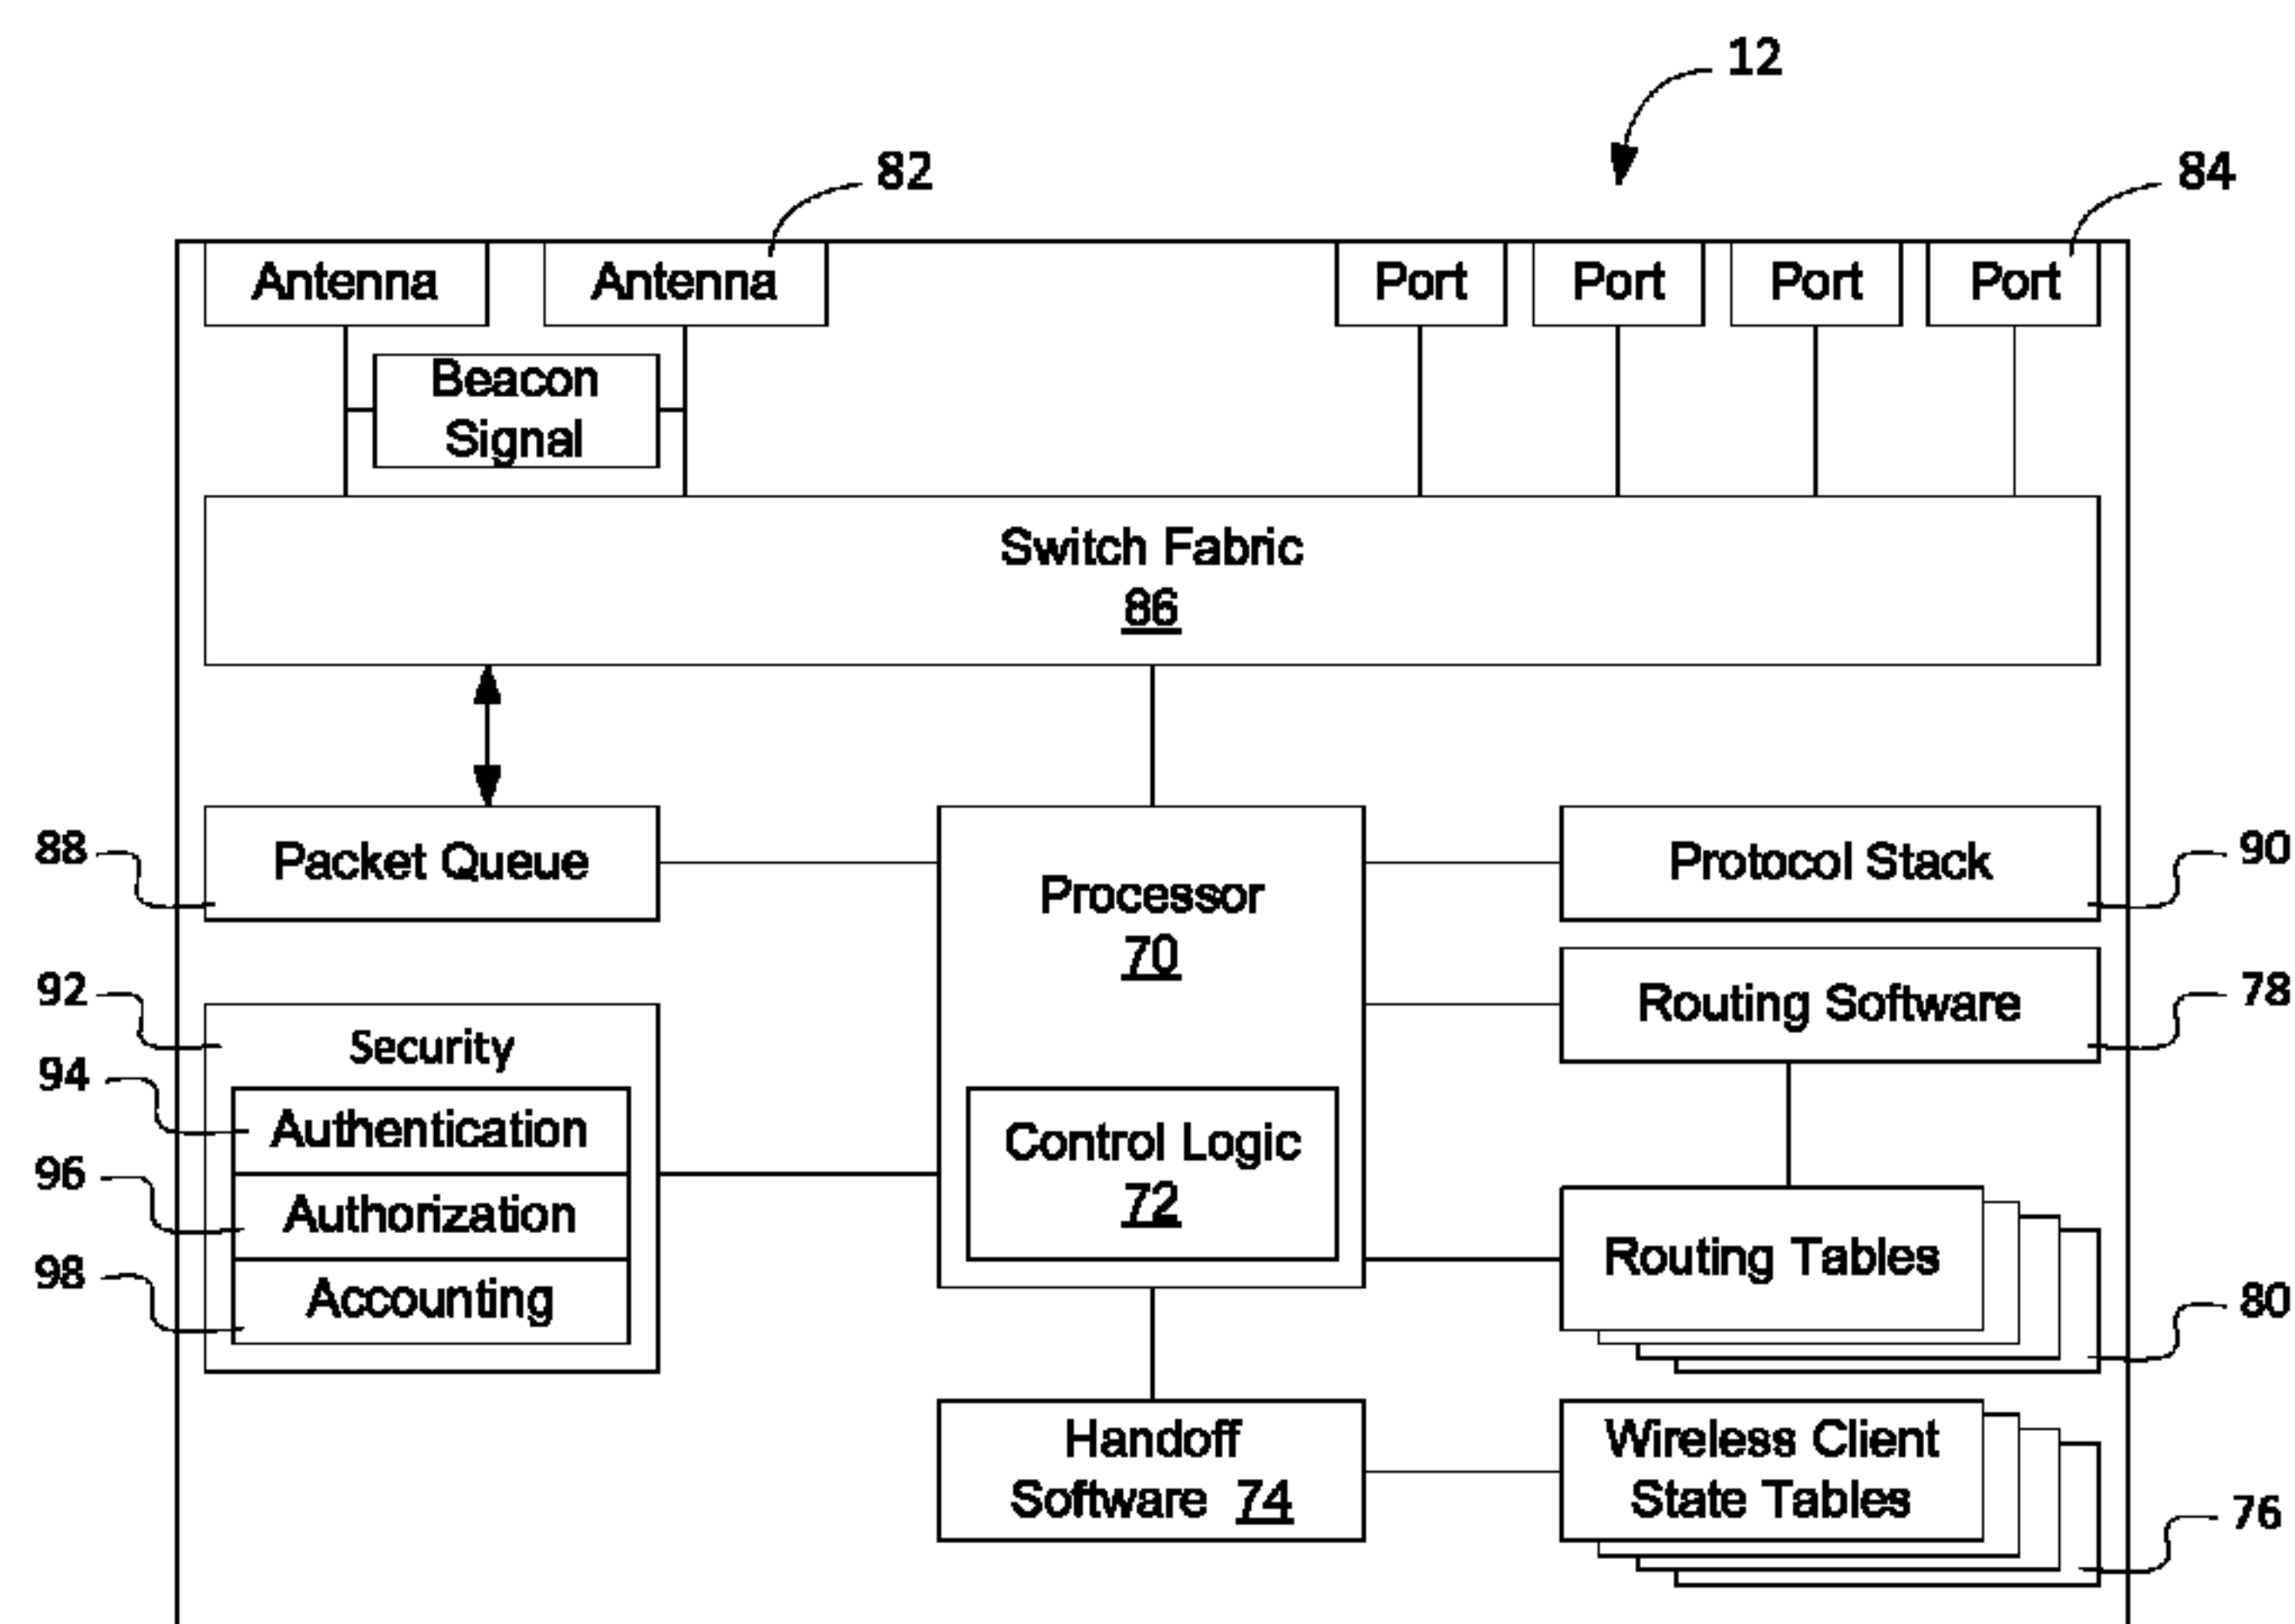 12
82
84
Antenna
Antenna
Port
Port
Port
Port
Beacon
Signal
Switch Fabric
86
88
Packet Queue
Processor
70
Protocol Stack
90
92
Security
94
Authentication
96
Authorization
98
Accounting
Control Logic
72
Routing Software
78
Routing Tables
80
Handoff
Software 74
Wireless Client
State Tables
76